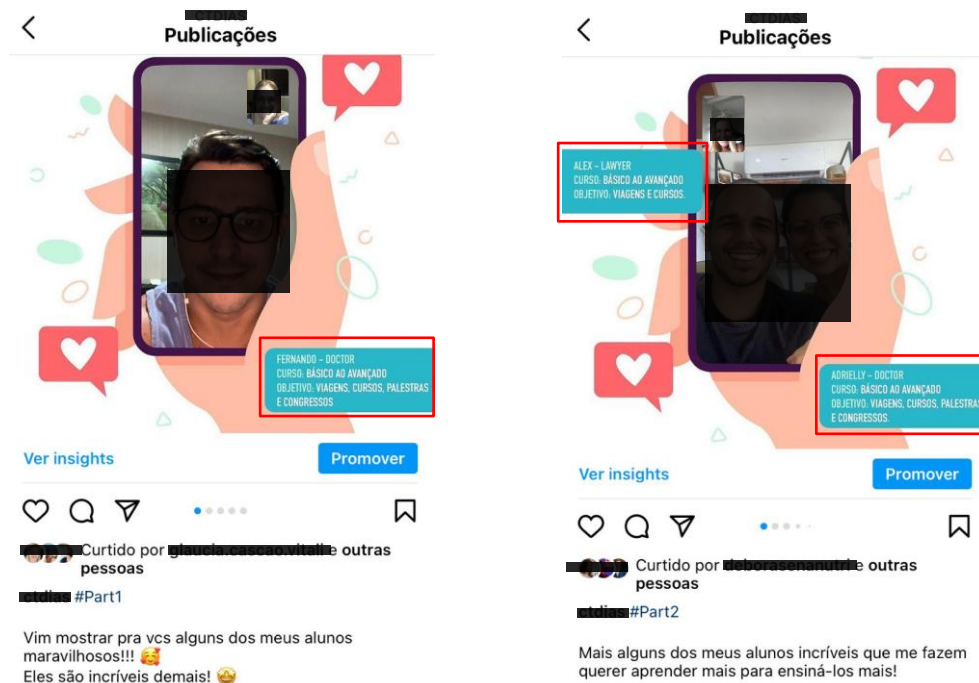 Publicações
FERNANDO – DOCTOR
CURSO: BÁSICO AO AVANÇADO
OBJETIVO: VIAGENS, CURSOS, PALESTRAS
E CONGRESSOS
Ver insights
Promover
Curtido por e outras
pessoas
#Part1
Vim mostrar pra vcs alguns dos meus alunos
maravilhosos!!! 🥰
Eles são incríveis demais! 🤩
Publicações
ALEX – LAWYER
CURSO: BÁSICO AO AVANÇADO
OBJETIVO: VIAGENS E CURSOS.
ADRIELLY – DOCTOR
CURSO: BÁSICO AO AVANÇADO
OBJETIVO: VIAGENS, CURSOS, PALESTRAS
E CONGRESSOS.
Ver insights
Promover
Curtido por e outras
pessoas
#Part2
Mais alguns dos meus alunos incríveis que me fazem
querer aprender mais para ensiná-los mais!